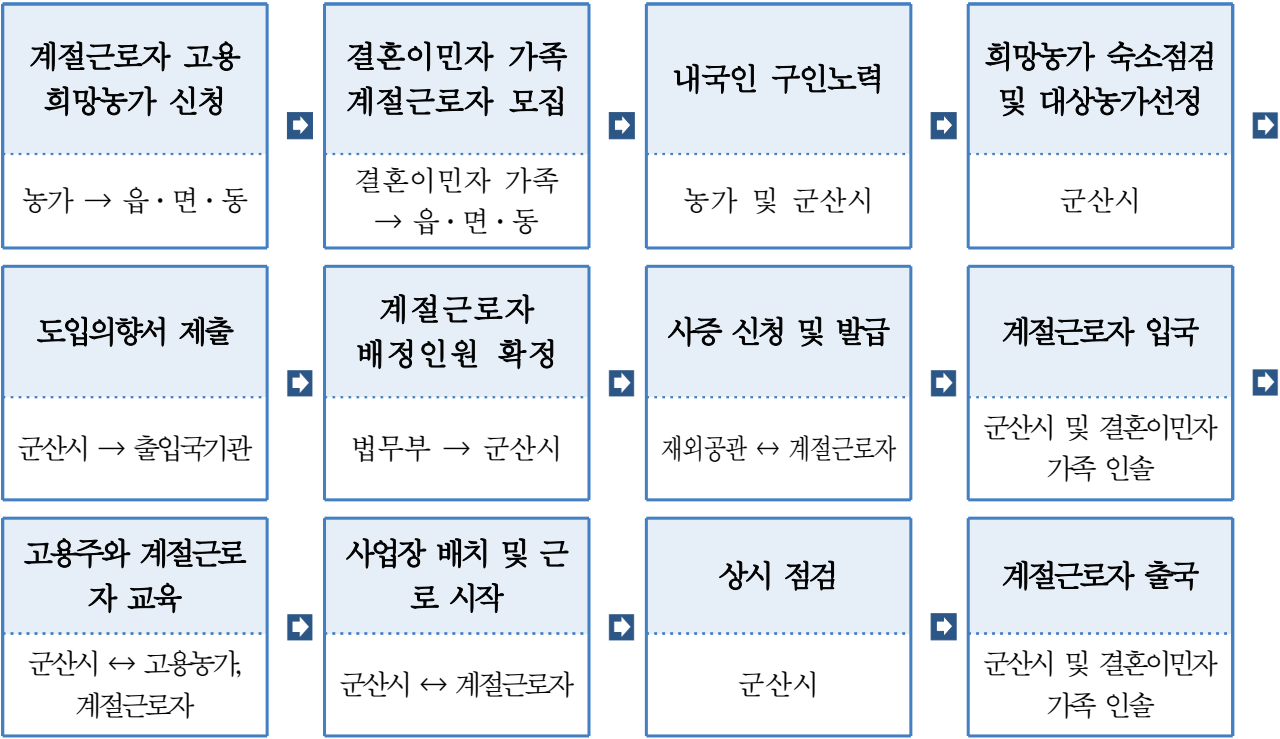 계절근로자 고용
희망농가 신청
농가 → 읍·면·동
결혼이민자 가족
계절근로자 모집
결혼이민자 가족
→ 읍·면·동
내국인 구인노력
농가 및 군산시
희망농가 숙소점검
및 대상농가선정
군산시
도입의향서 제출
군산시 → 출입국기관
계절근로자
배정인원 확정
법무부 → 군산시
사증 신청 및 발급
재외공관 ↔ 계절근로자
계절근로자 입국
군산시 및 결혼이민자
가족 인솔
고용주와 계절근로
자 교육
군산시 ↔ 고용농가,
계절근로자
사업장 배치 및 근
로 시작
군산시 ↔ 계절근로자
상시 점검
군산시
계절근로자 출국
군산시 및 결혼이민자
가족 인솔